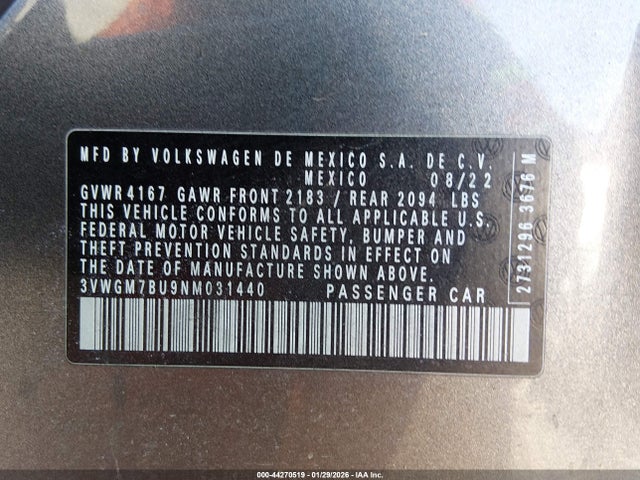 MFD BY VOLKSWAGEN DE MEXICO S.A. DE C.V.
MEXICO 08/22
GVWR 4167 GAWR FRONT 2183 / REAR 2094 LBS
THIS VEHICLE CONFORMS TO ALL APPLICABLE U.S.
FEDERAL MOTOR VEHICLE SAFETY, BUMPER AND
THEFT PREVENTION STANDARDS IN EFFECT ON
THE DATE OF MANUFACTURE SHOWN ABOVE.
3VWGM7BU9NM031440 PASSENGER CAR
2731296 3676 M
000-44270519 | 01/29/2026 - IAA Inc.